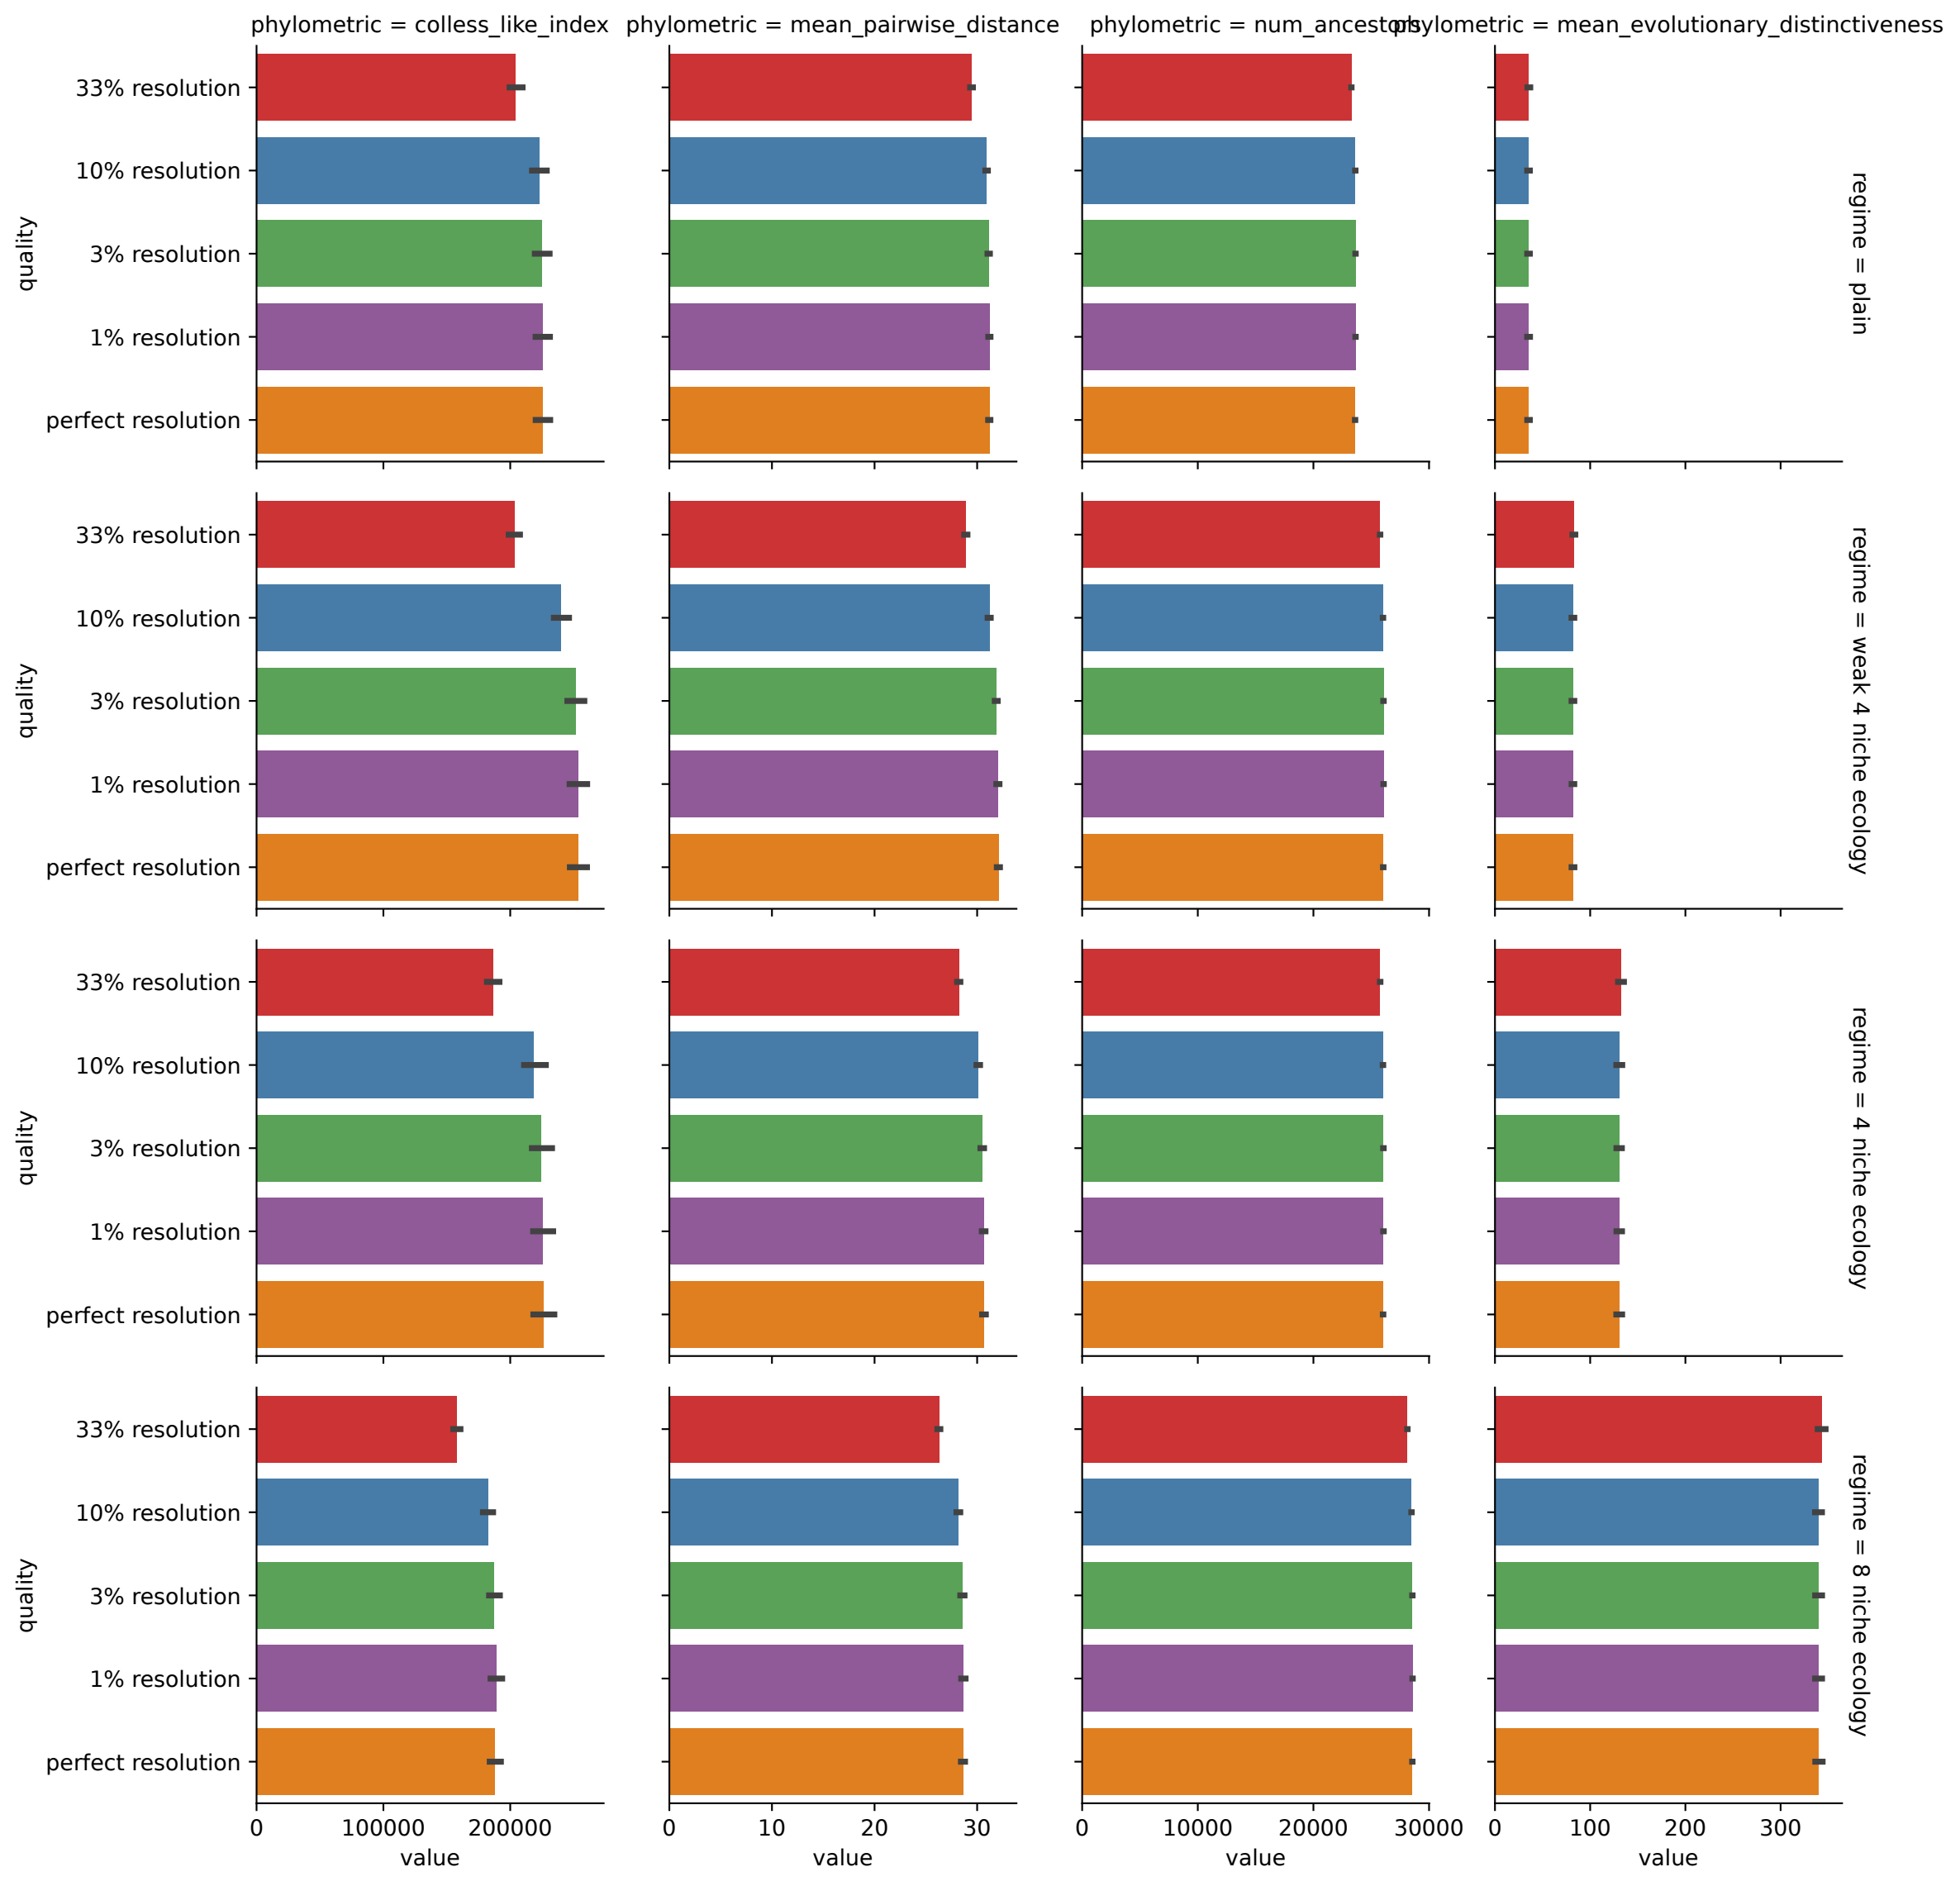 phylometric = colless_like_index
phylometric = mean_pairwise_distance
phylometric = num_ancestors
phylometric = mean_evolutionary_distinctiveness
quality
33% resolution
10% resolution
3% resolution
1% resolution
perfect resolution
regime = plain
quality
33% resolution
10% resolution
3% resolution
1% resolution
perfect resolution
regime = weak 4 niche ecology
quality
33% resolution
10% resolution
3% resolution
1% resolution
perfect resolution
regime = 4 niche ecology
quality
33% resolution
10% resolution
3% resolution
1% resolution
perfect resolution
regime = 8 niche ecology
0 100000 200000
value
0 10 20 30
value
0 10000 20000 30000
value
0 100 200 300
value